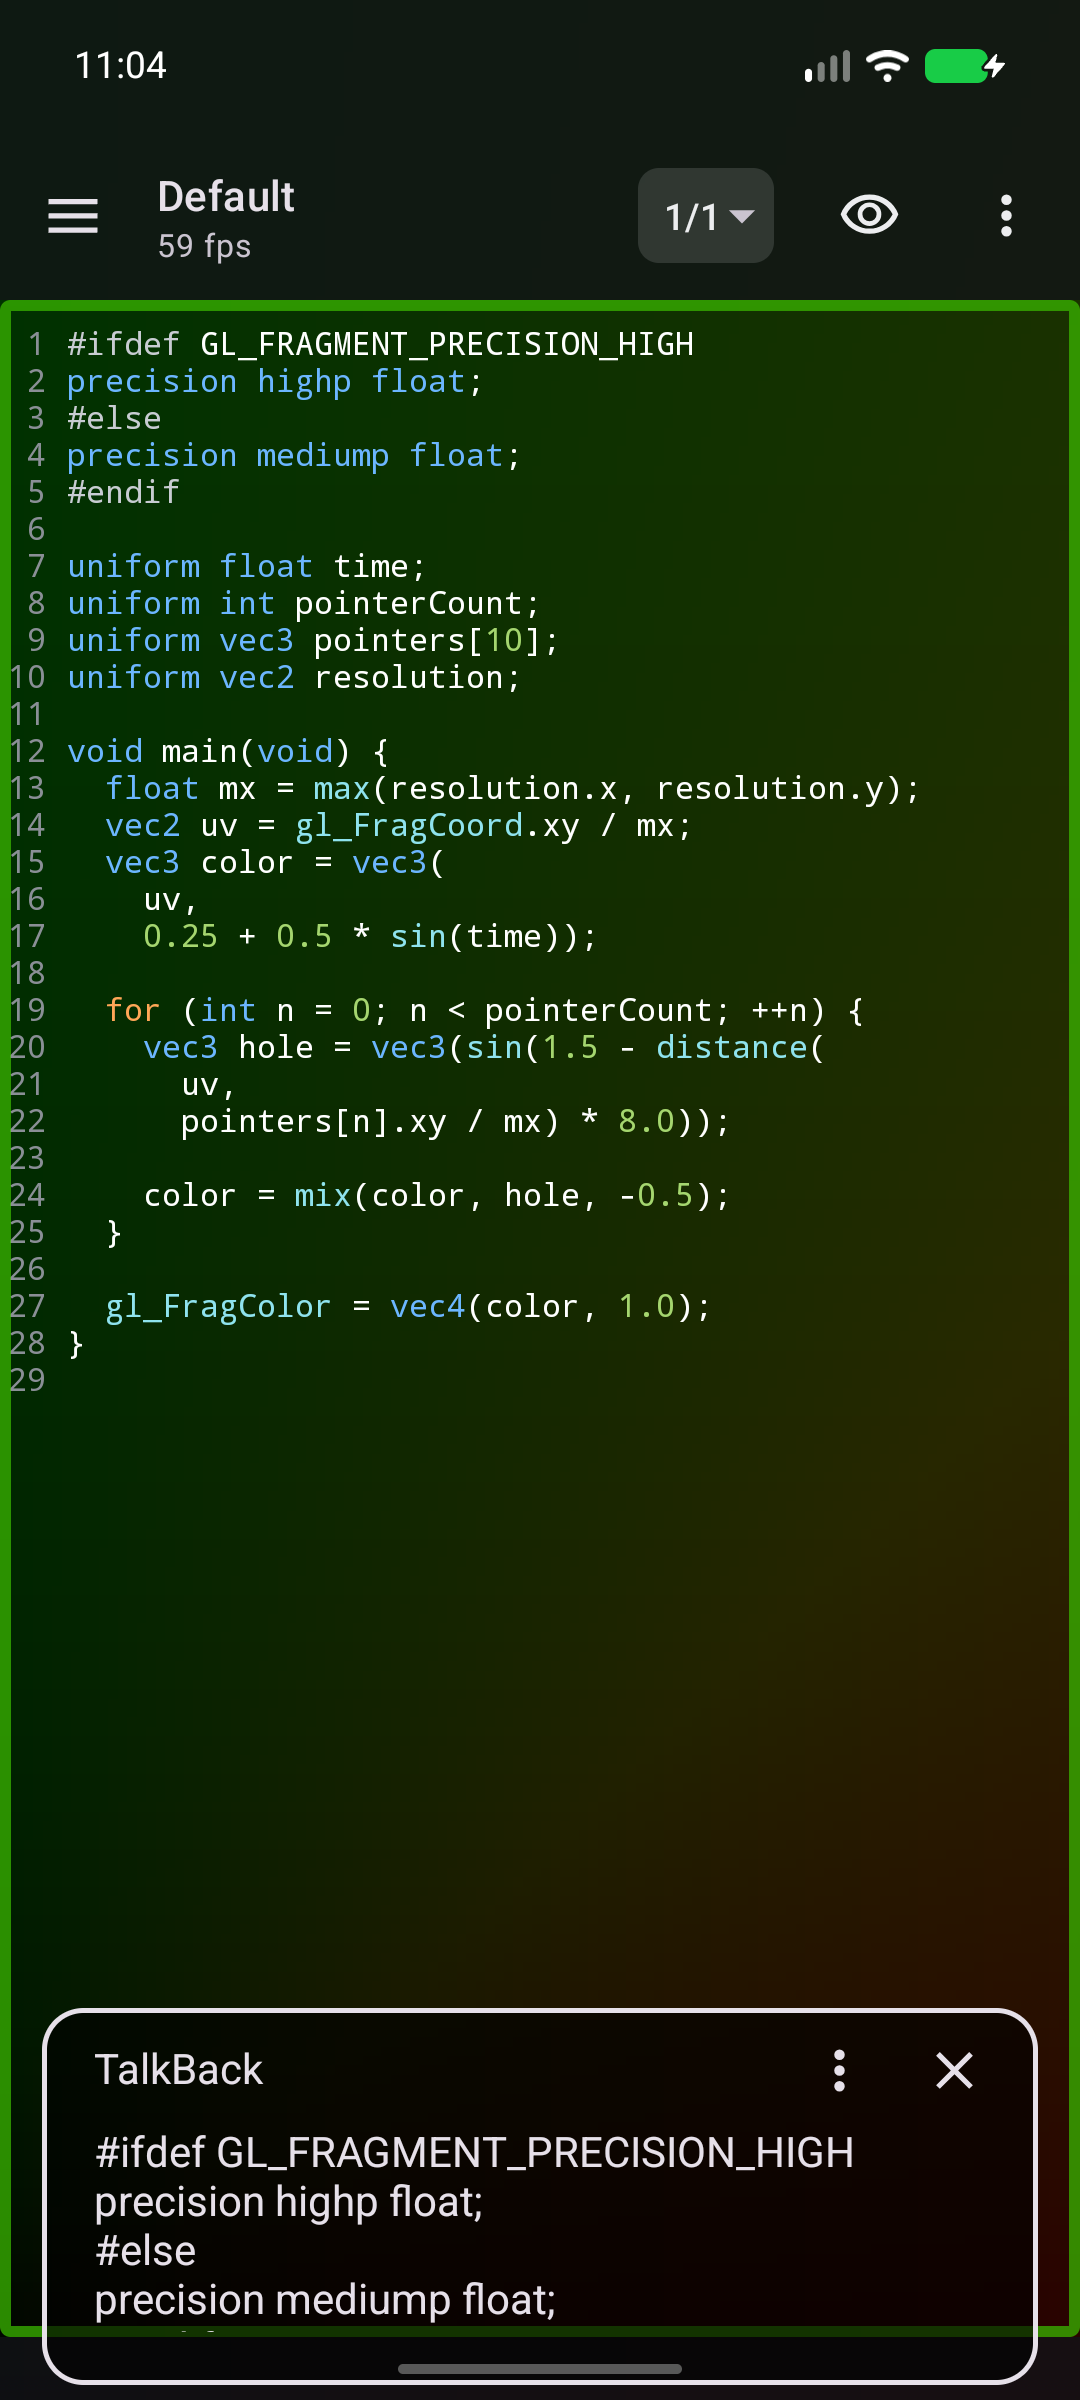 11:04
Default
59 fps
1/1
1 #ifdef GL_FRAGMENT_PRECISION_HIGH
2 precision highp float;
3 #else
4 precision mediump float;
5 #endif
6
7 uniform float time;
8 uniform int pointerCount;
9 uniform vec3 pointers[10];
10 uniform vec2 resolution;
11
12 void main(void) {
13   float mx = max(resolution.x, resolution.y);
14   vec2 uv = gl_FragCoord.xy / mx;
15   vec3 color = vec3(
16     uv,
17     0.25 + 0.5 * sin(time));
18
19   for (int n = 0; n < pointerCount; ++n) {
20     vec3 hole = vec3(sin(1.5 - distance(
21       uv,
22       pointers[n].xy / mx) * 8.0));
23
24     color = mix(color, hole, -0.5);
25   }
26
27   gl_FragColor = vec4(color, 1.0);
28 }
29
TalkBack
#ifdef GL_FRAGMENT_PRECISION_HIGH
precision highp float;
#else
precision mediump float;